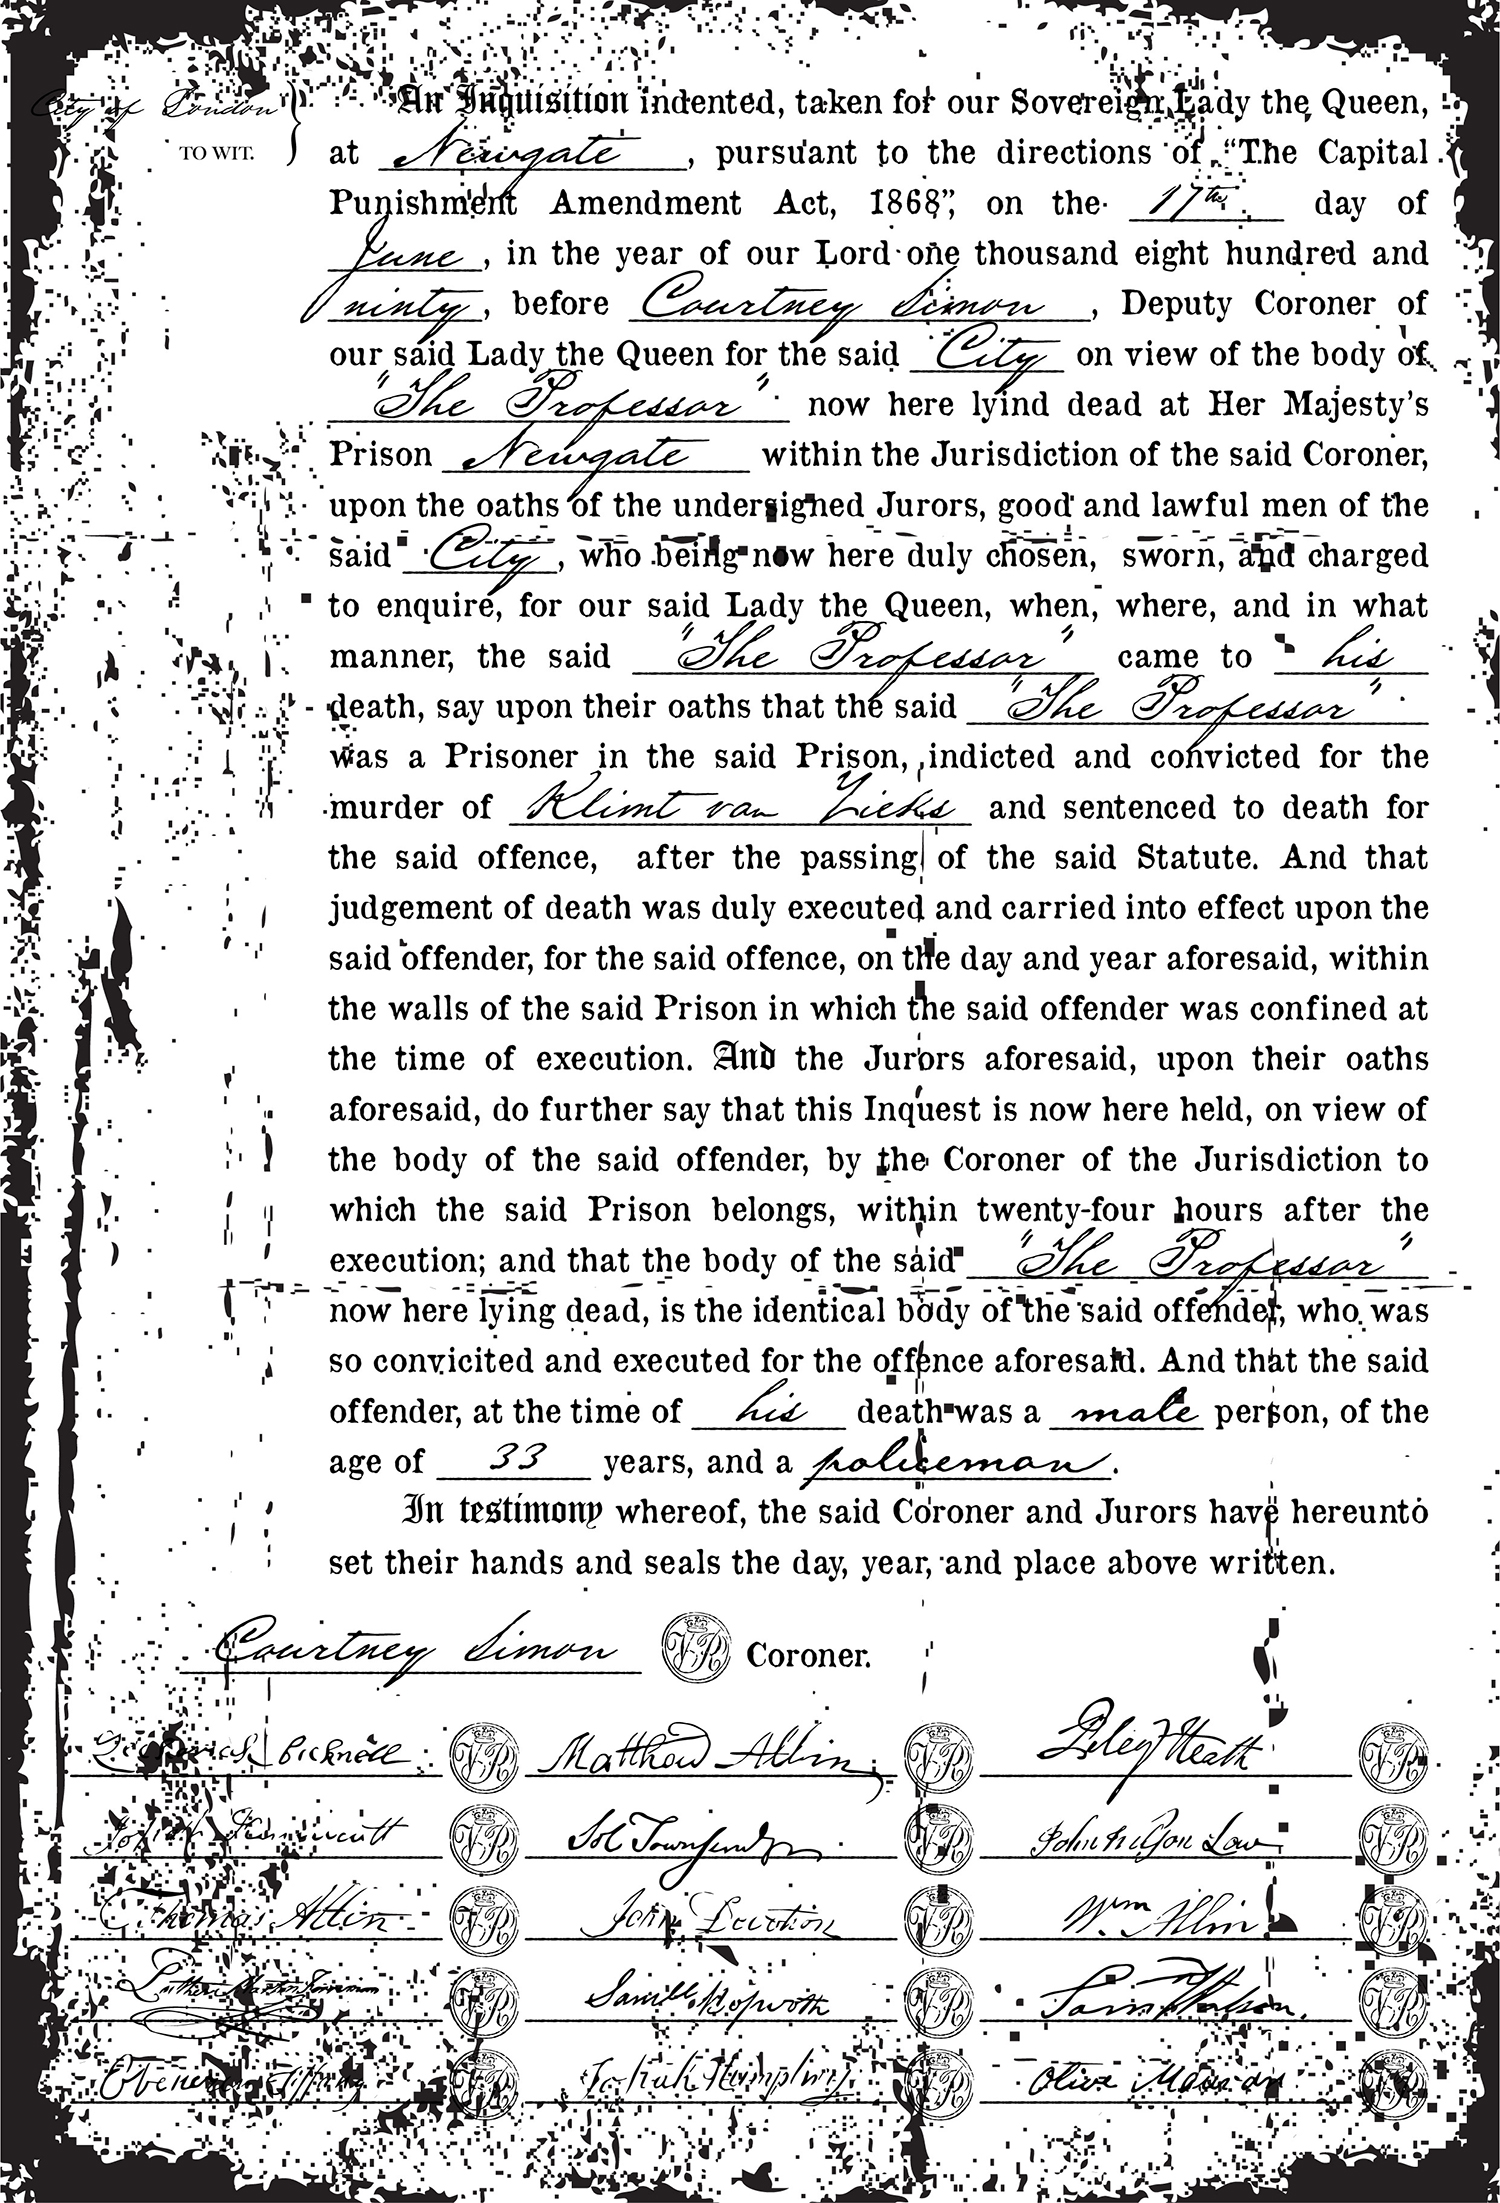 City of London
TO WIT.
An Inquisition indented, taken for our Sovereign Lady the Queen,
at Newgate, pursuant to the directions of “The Capital
Punishment Amendment Act, 1868”, on the 17th day of
June, in the year of our Lord one thousand eight hundred and
ninty, before Courtney Simon, Deputy Coroner of
our said Lady the Queen for the said City on view of the body of
"The Professor" now here lyind dead at Her Majesty’s
Prison Newgate within the Jurisdiction of the said Coroner,
upon the oaths of the undersigned Jurors, good and lawful men of the
said City, who being now here duly chosen, sworn, and charged
to enquire, for our said Lady the Queen, when, where, and in what
manner, the said "The Professor" came to his
death, say upon their oaths that the said "The Professor"
was a Prisoner in the said Prison, indicted and convicted for the
murder of Klimt van Zieks and sentenced to death for
the said offence, after the passing of the said Statute. And that
judgement of death was duly executed and carried into effect upon the
said offender, for the said offence, on the day and year aforesaid, within
the walls of the said Prison in which the said offender was confined at
the time of execution. And the Jurors aforesaid, upon their oaths
aforesaid, do further say that this Inquest is now here held, on view of
the body of the said offender, by the Coroner of the Jurisdiction to
which the said Prison belongs, within twenty-four hours after the
execution; and that the body of the said "The Professor"
now here lying dead, is the identical body of the said offender, who was
so convicited and executed for the offence aforesaid. And that the said
offender, at the time of his death was a male person, of the
age of 33 years, and a policeman.
In testimony whereof, the said Coroner and Jurors have hereunto
set their hands and seals the day, year, and place above written.
Courtney Simon VR Coroner.
Bicknell VR Matthew Allin VR Heath VR
VR Sol Townsend VR John Law VR
Thomas Allin VR John Devotion VR Wm Allin VR
Luther Martin VR Samll Hopworth VR VR
Ebenezer Tiffany VR Josiah Humphrey VR VR